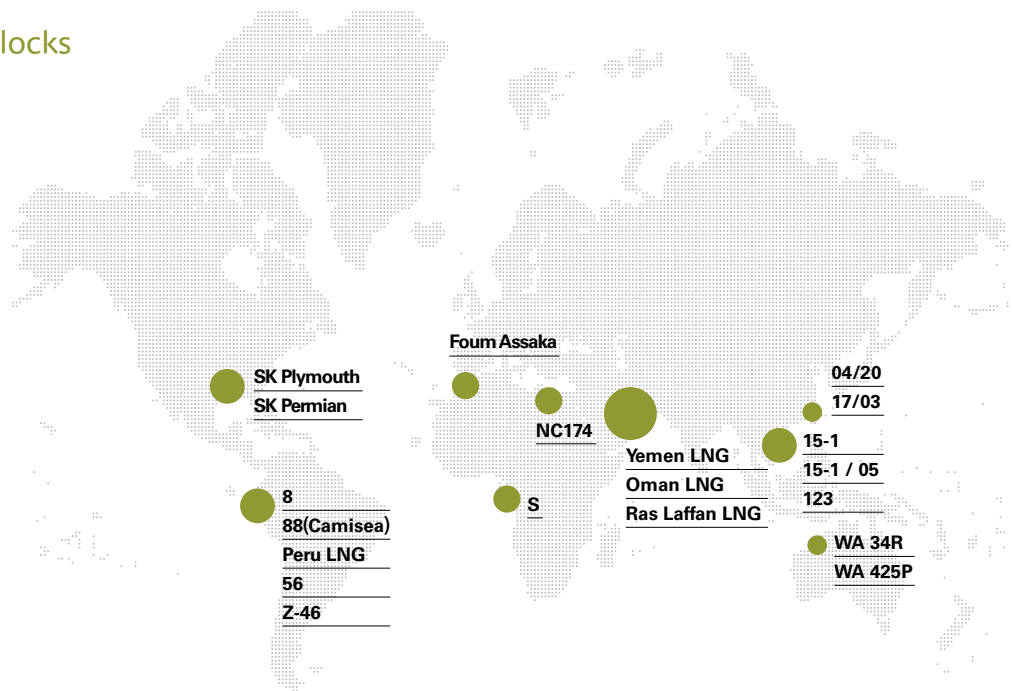 locks
Foum Assaka
SK Plymouth
SK Permian
NC174
04/20
17/03
Yemen LNG
Oman LNG
Ras Laffan LNG
15-1
15-1 / 05
123
8
88(Camisea)
Peru LNG
56
Z-46
S
WA 34R
WA 425P